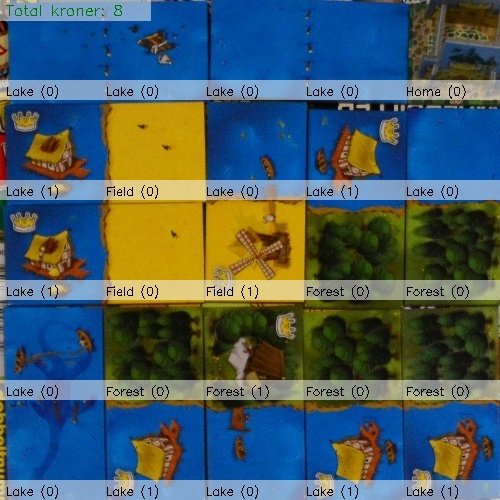 Total kroner: 8
Lake (0) Lake (0) Lake (0) Lake (0) Home (0)
Lake (1) Field (0) Lake (0) Lake (1) Lake (0)
Lake (1) Field (0) Field (1) Forest (0) Forest (0)
Lake (0) Forest (0) Forest (1) Forest (0) Forest (0)
Lake (0) Lake (1) Lake (0) Lake (1) Lake (1)